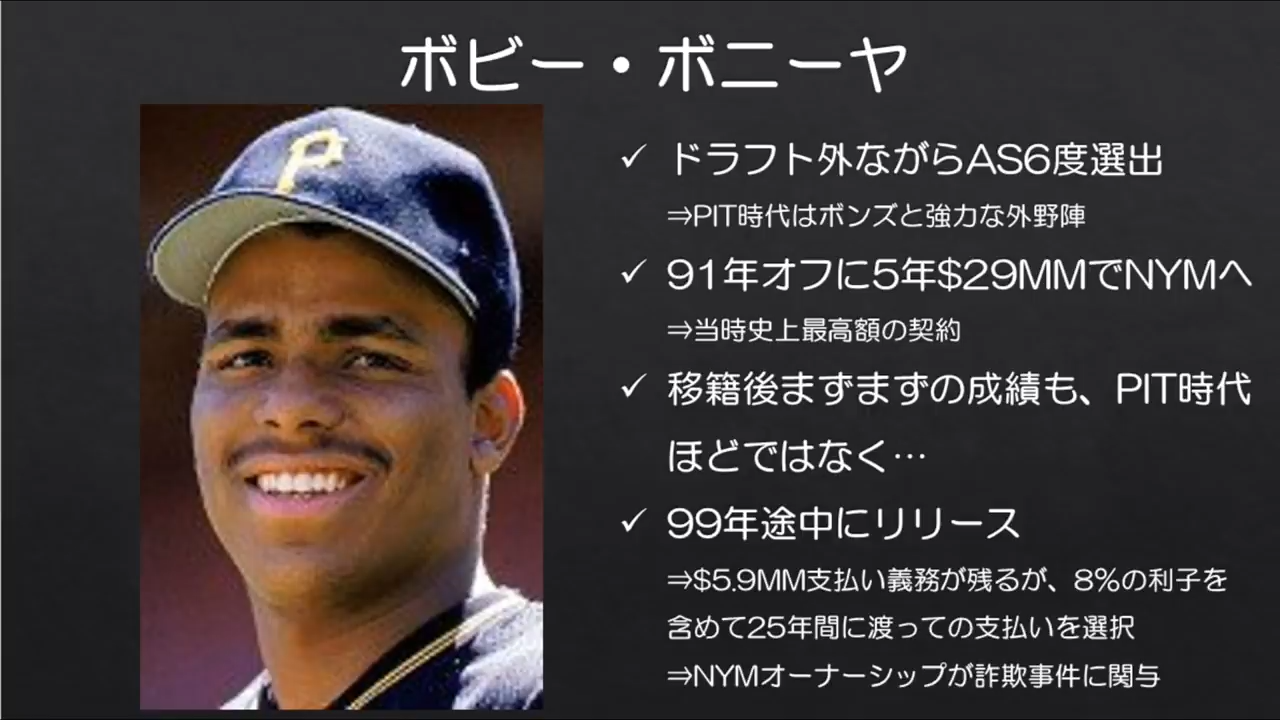 ボビー・ボニーヤ
P
✓ ドラフト外ながらAS6度選出
⇒PIT時代はボンズと強力な外野陣
✓ 91年オフに5年$29MMでNYMへ
⇒当時史上最高額の契約
✓ 移籍後まずまずの成績も、PIT時代
ほどではなく…
✓ 99年途中にリリース
⇒$5.9MM支払い義務が残るが、8%の利子を
含めて25年間に渡っての支払いを選択
⇒NYMオーナーシップが詐欺事件に関与